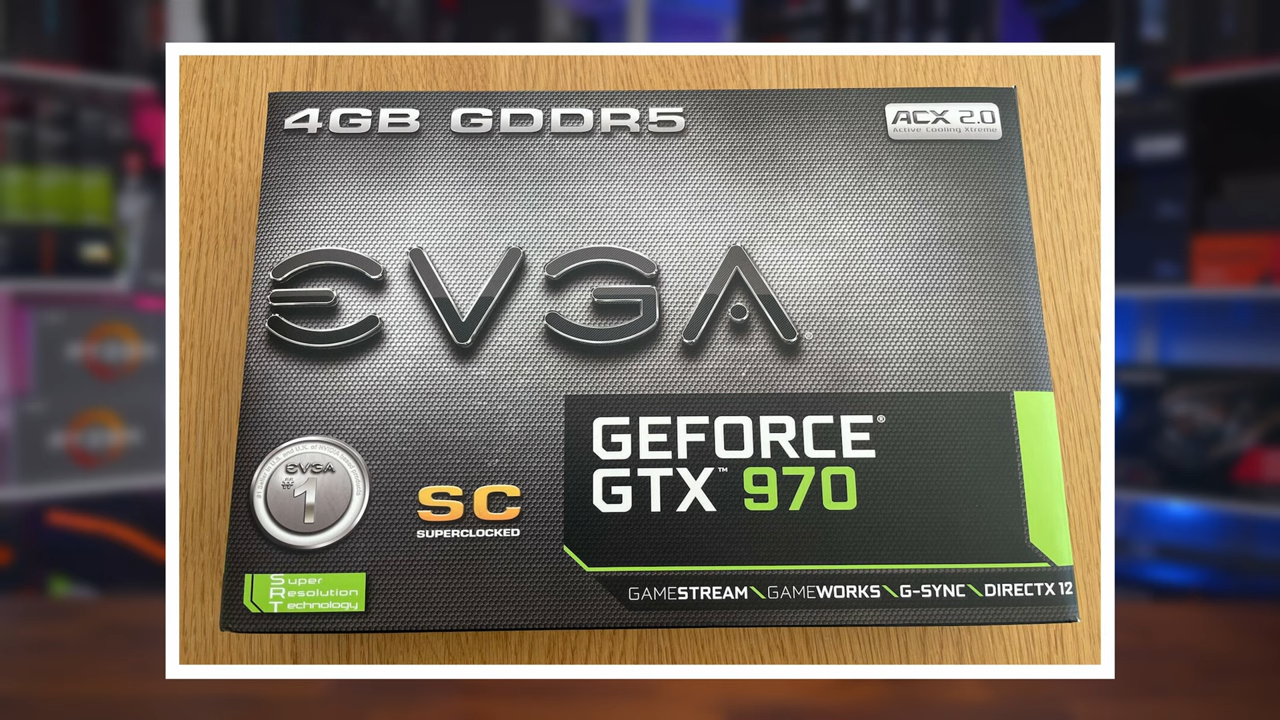 4GB GDDR5
ACX 2.0
Active Cooling Xtreme
EVGA
GEFORCE®
GTX™ 970
EVGA
#1
SC
SUPERCLOCKED
Super
Resolution
Technology
GAMESTREAM\GAMEWORKS\G-SYNC\DIRECTX 12